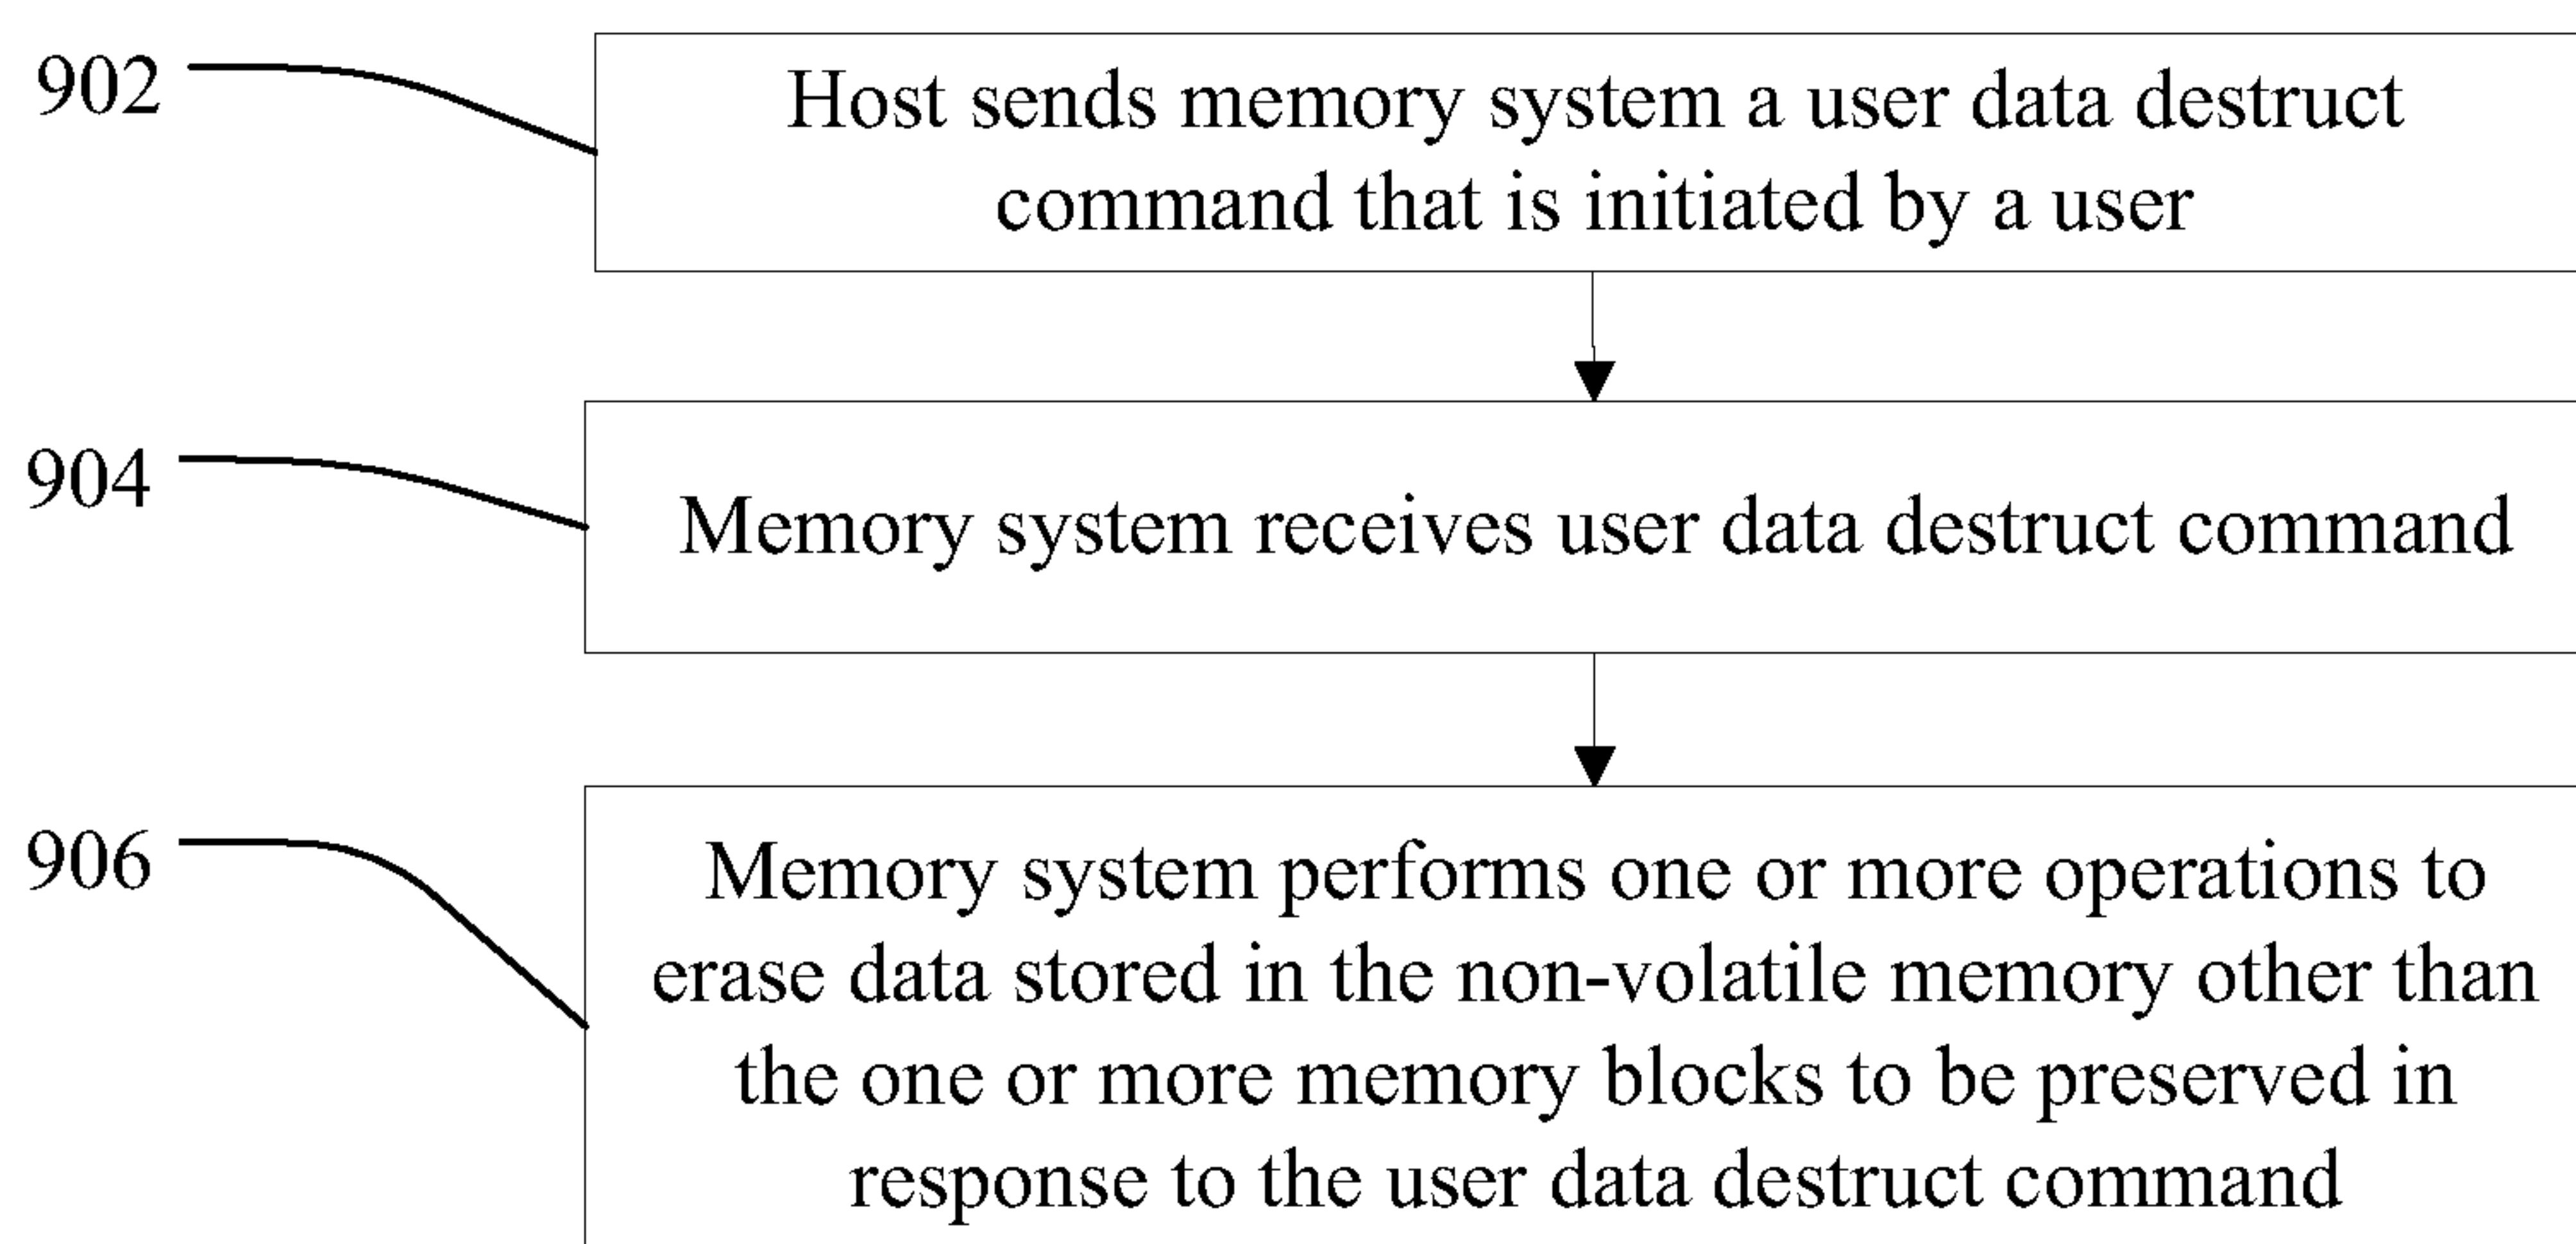 902
Host sends memory system a user data destruct
command that is initiated by a user
904
Memory system receives user data destruct command
906
Memory system performs one or more operations to
erase data stored in the non-volatile memory other than
the one or more memory blocks to be preserved in
response to the user data destruct command